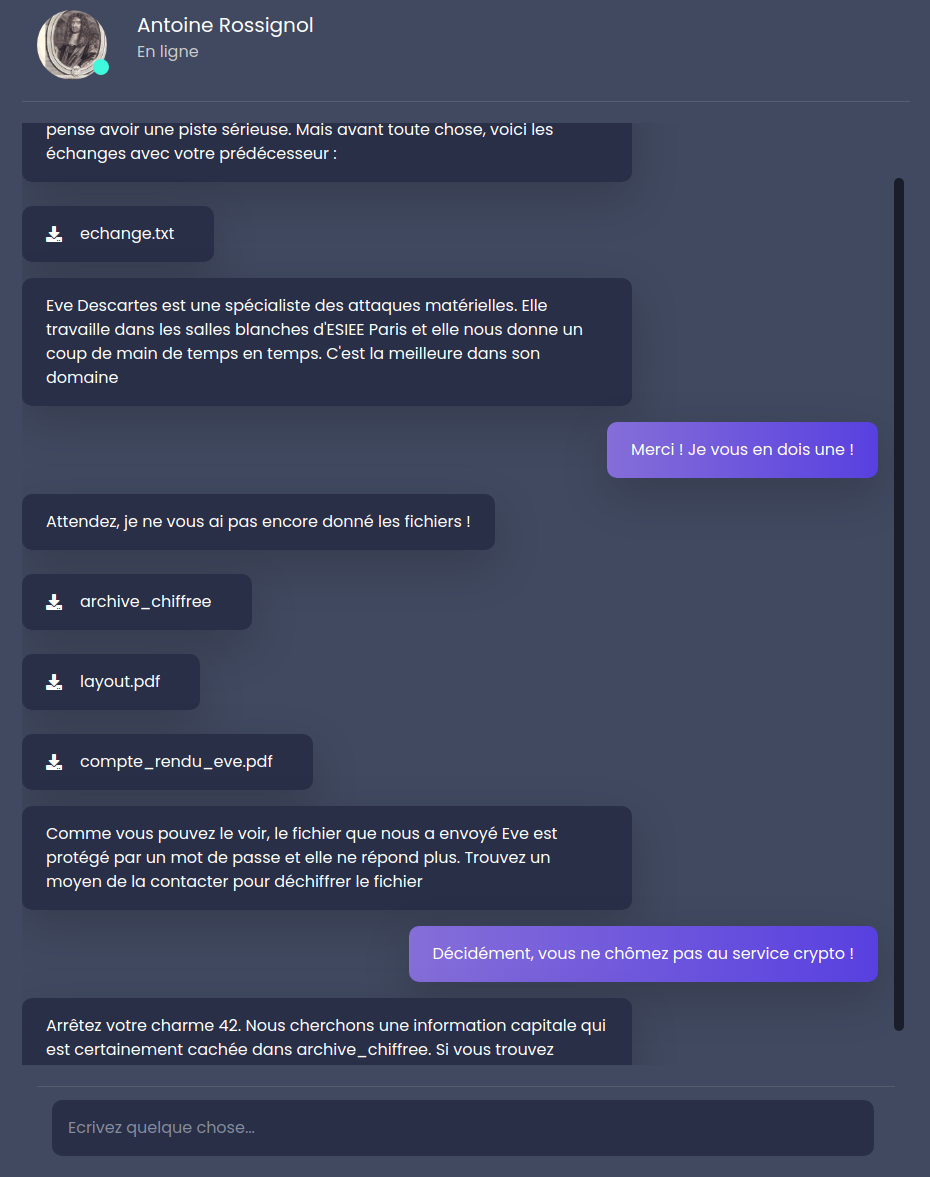 Antoine Rossignol
En ligne
pense avoir une piste sérieuse. Mais avant toute chose, voici les
échanges avec votre prédécesseur :
echange.txt
Eve Descartes est une spécialiste des attaques matérielles. Elle
travaille dans les salles blanches d'ESIEE Paris et elle nous donne un
coup de main de temps en temps. C'est la meilleure dans son
domaine
Merci ! Je vous en dois une !
Attendez, je ne vous ai pas encore donné les fichiers !
archive_chiffree
layout.pdf
compte_rendu_eve.pdf
Comme vous pouvez le voir, le fichier que nous a envoyé Eve est
protégé par un mot de passe et elle ne répond plus. Trouvez un
moyen de la contacter pour déchiffrer le fichier
Décidément, vous ne chômez pas au service crypto !
Arrêtez votre charme 42. Nous cherchons une information capitale qui
est certainement cachée dans archive_chiffree. Si vous trouvez
Ecrivez quelque chose...